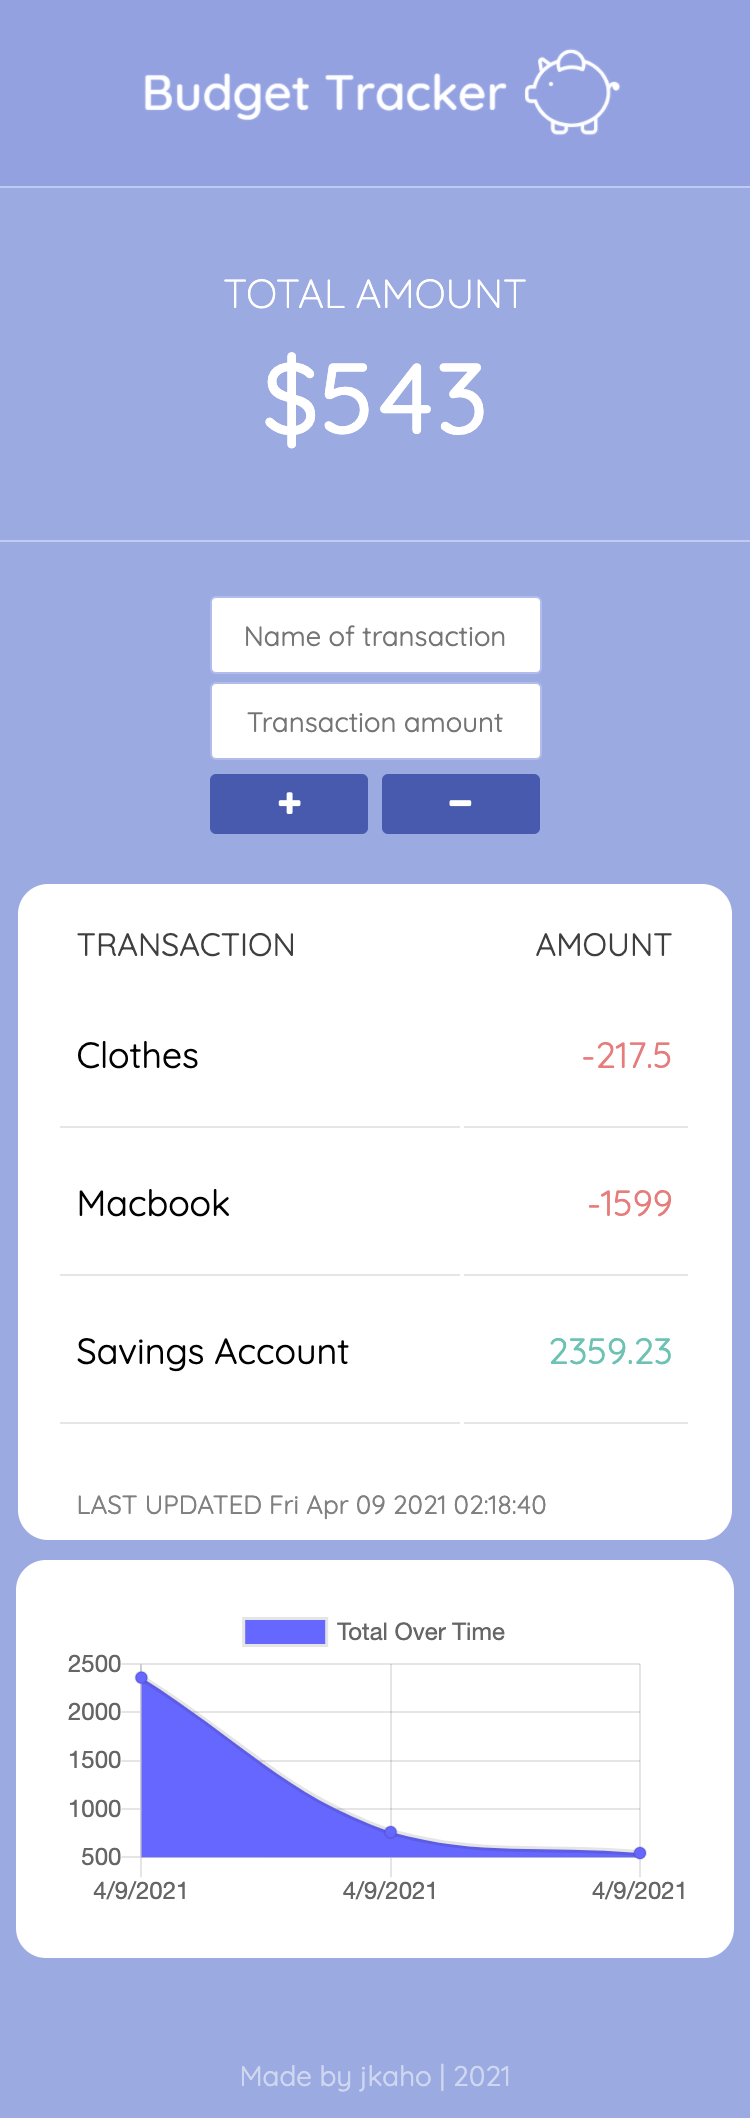 Budget Tracker
TOTAL AMOUNT
$543
Name of transaction
Transaction amount
+ −
TRANSACTION AMOUNT
Clothes -217.5
Macbook -1599
Savings Account 2359.23
LAST UPDATED Fri Apr 09 2021 02:18:40
Total Over Time
2500
2000
1500
1000
500
4/9/2021 4/9/2021 4/9/2021
Made by jkaho | 2021